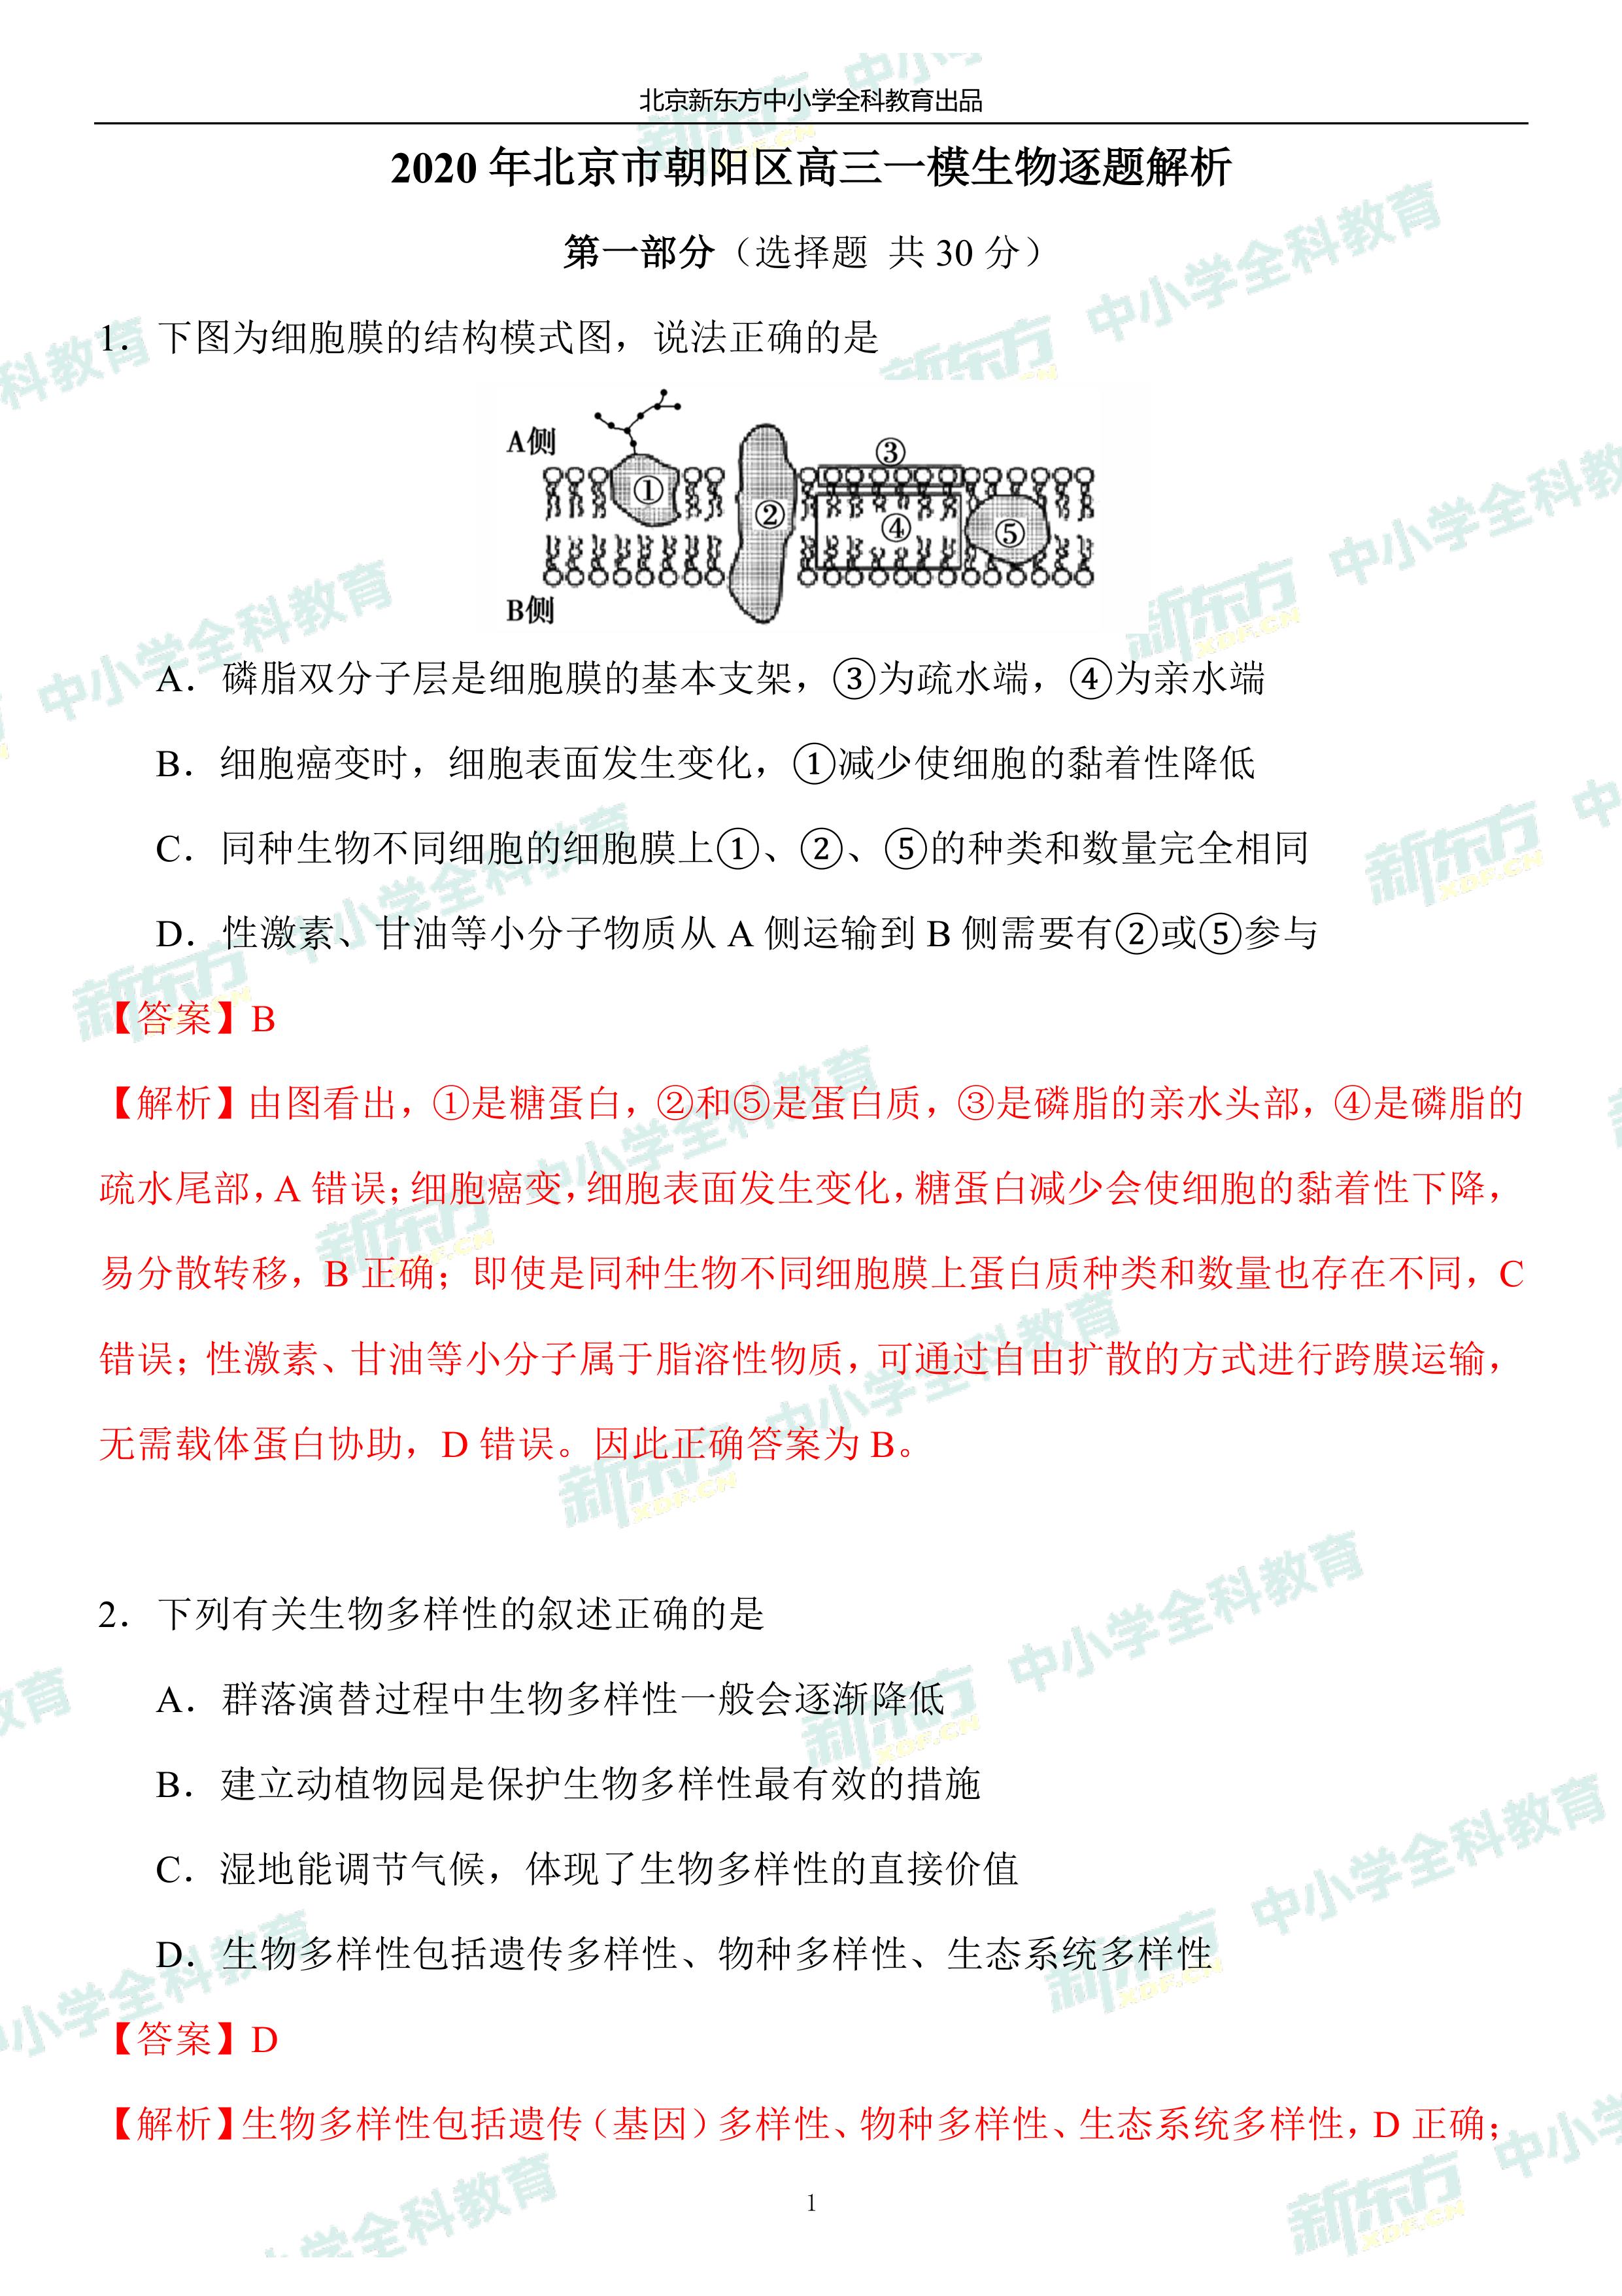 北京新东方中小学全科教育出品
2020 年北京市朝阳区高三一模生物逐题解析
第一部分（选择题 共 30 分）
1．下图为细胞膜的结构模式图，说法正确的是
A侧
①
②
③
④
⑤
B侧
A．磷脂双分子层是细胞膜的基本支架，③为疏水端，④为亲水端
B．细胞癌变时，细胞表面发生变化，①减少使细胞的黏着性降低
C．同种生物不同细胞的细胞膜上①、②、⑤的种类和数量完全相同
D．性激素、甘油等小分子物质从 A 侧运输到 B 侧需要有②或⑤参与
【答案】B
【解析】由图看出，①是糖蛋白，②和⑤是蛋白质，③是磷脂的亲水头部，④是磷脂的
疏水尾部，A 错误；细胞癌变，细胞表面发生变化，糖蛋白减少会使细胞的黏着性下降，
易分散转移，B 正确；即使是同种生物不同细胞膜上蛋白质种类和数量也存在不同，C
错误；性激素、甘油等小分子属于脂溶性物质，可通过自由扩散的方式进行跨膜运输，
无需载体蛋白协助，D 错误。因此正确答案为 B。
2．下列有关生物多样性的叙述正确的是
A．群落演替过程中生物多样性一般会逐渐降低
B．建立动植物园是保护生物多样性最有效的措施
C．湿地能调节气候，体现了生物多样性的直接价值
D．生物多样性包括遗传多样性、物种多样性、生态系统多样性
【答案】D
【解析】生物多样性包括遗传（基因）多样性、物种多样性、生态系统多样性，D 正确；
1
新东方 XDF.CN 中小学全科教育